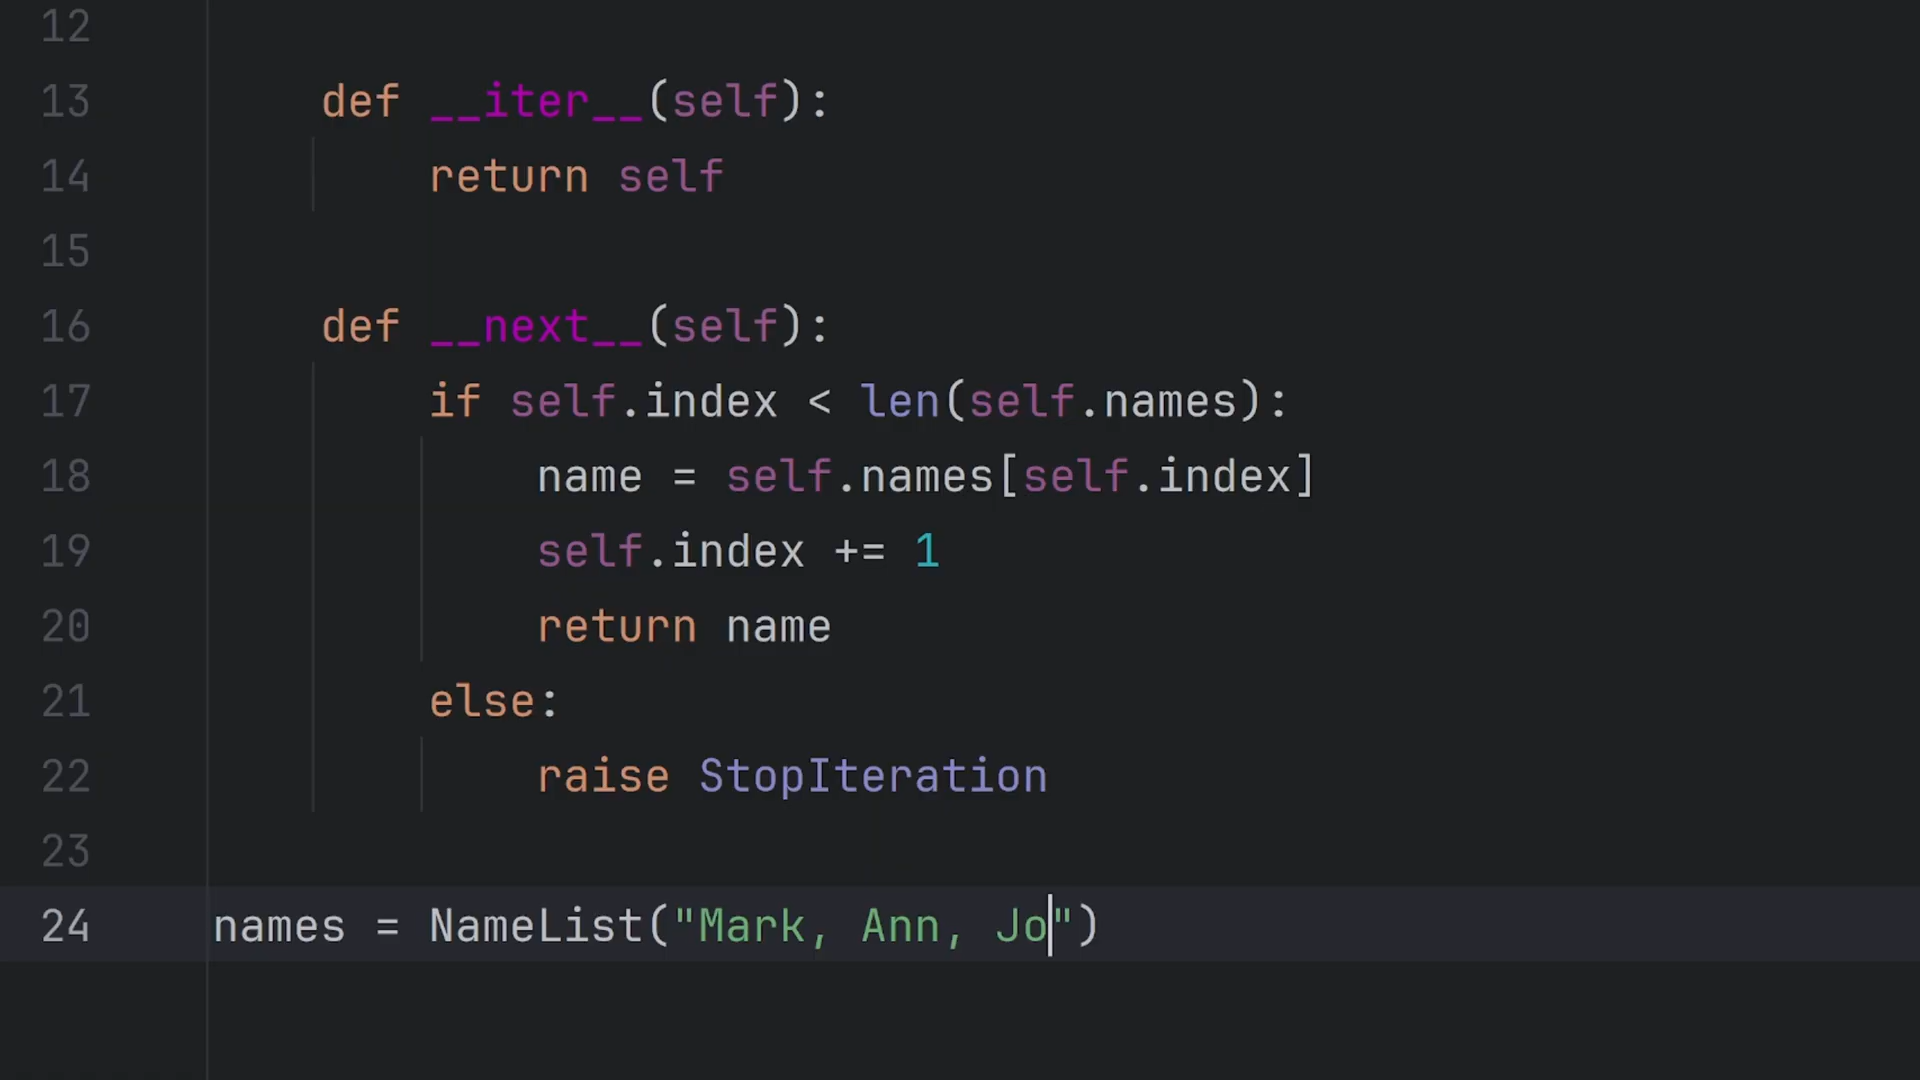 12
13 def __iter__(self):
14 return self
15
16 def __next__(self):
17 if self.index < len(self.names):
18 name = self.names[self.index]
19 self.index += 1
20 return name
21 else:
22 raise StopIteration
23
24 names = NameList("Mark, Ann, Jo")